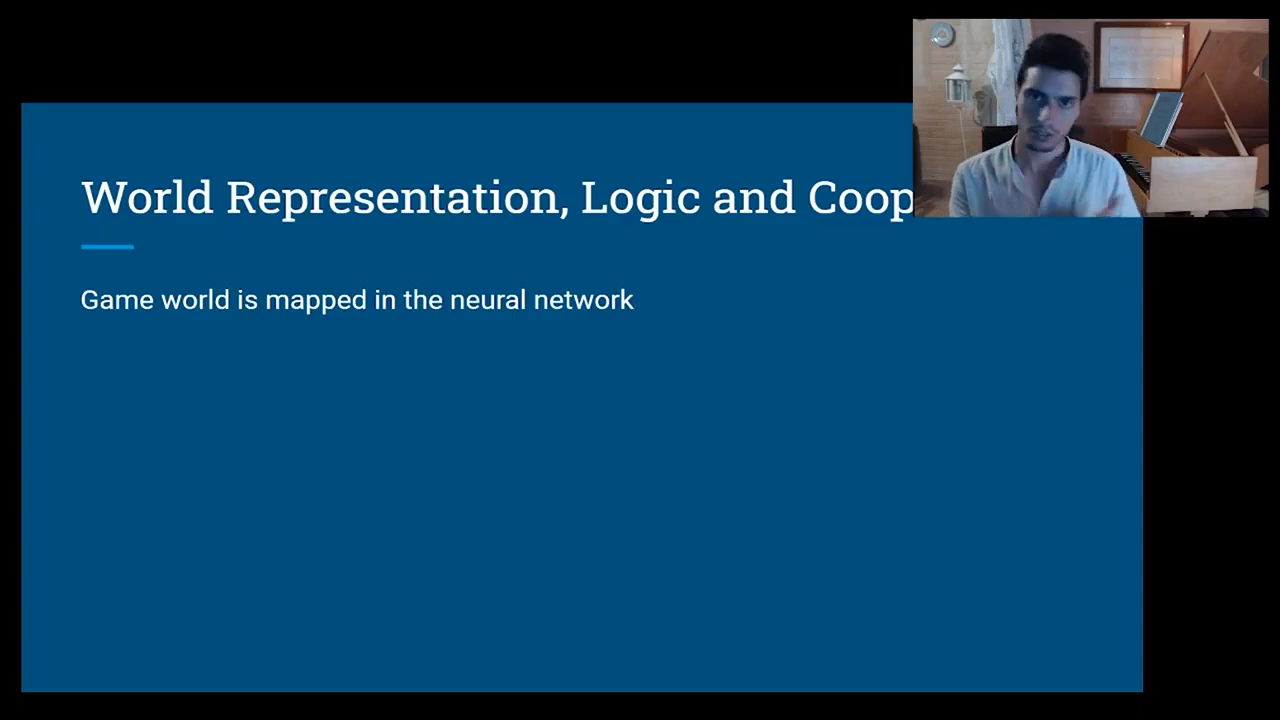 World Representation, Logic and Coop
Game world is mapped in the neural network